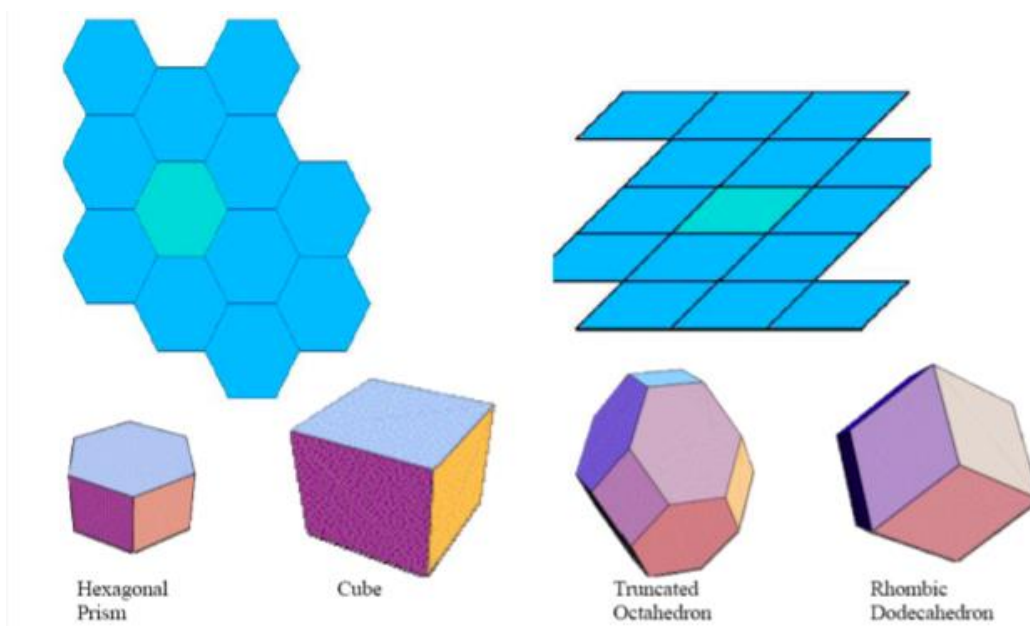 Hexagonal
Prism
Cube
Truncated
Octahedron
Rhombic
Dodecahedron